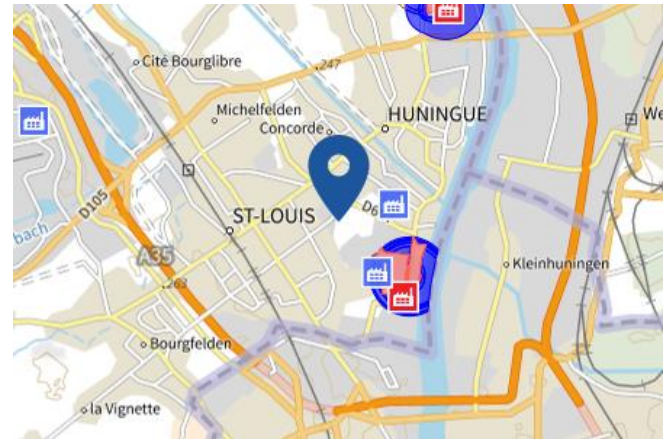 Cité Bourglibre
247
Michelfelden
Concorde
HUNINGUE
We
D105
D6
ST-LOUIS
bach
A35
Kleinhuningen
263
Bourgfelden
la Vignette